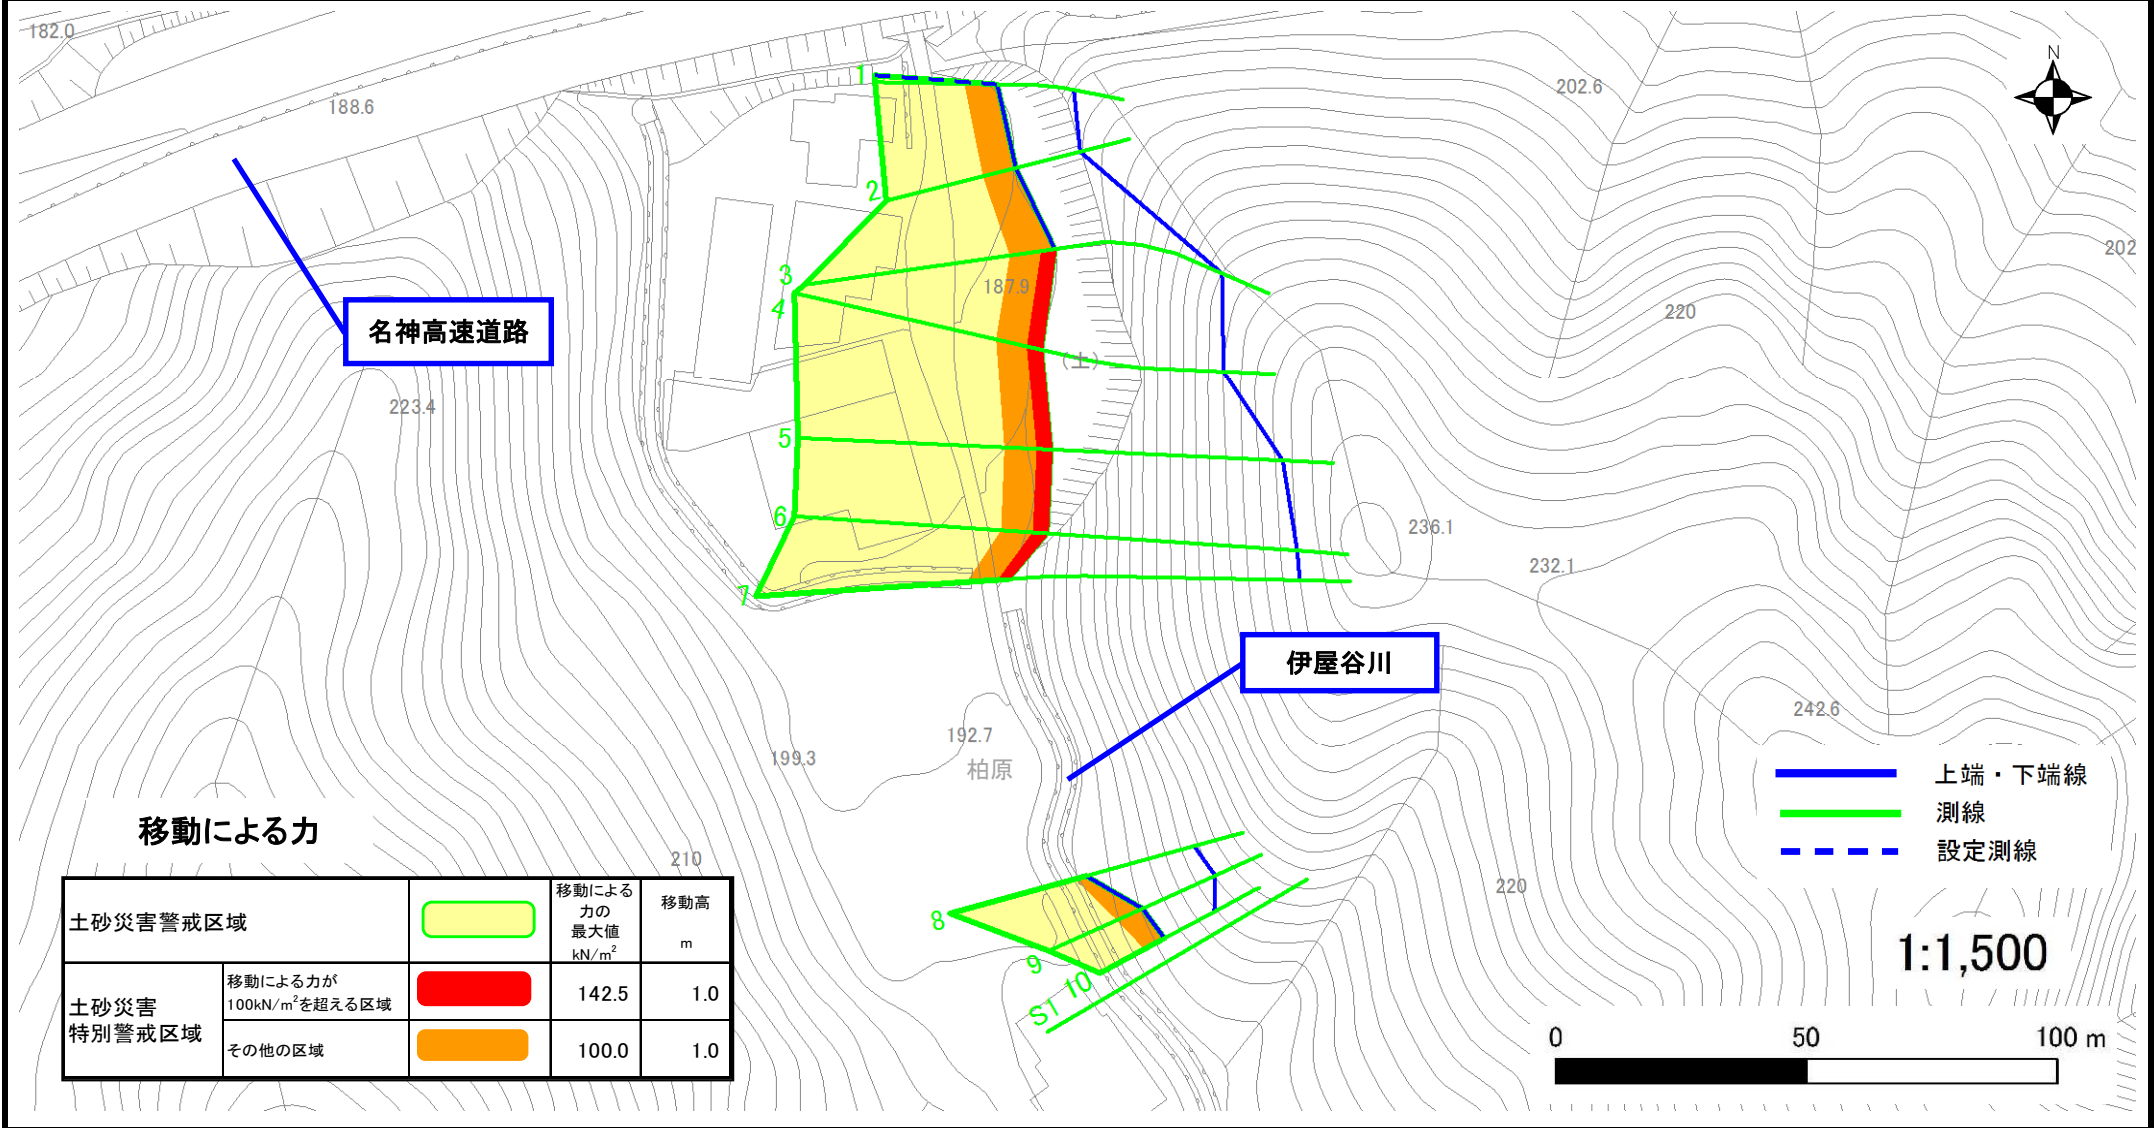 182.0
188.6
202.6
N
202
1
2
3
4
187.9
220
名神高速道路
(土)
223.4
5
6
236.1
232.1
7
伊屋谷川
192.7
242.6
199.3
柏原
上端・下端線
測線
設定測線
移動による力
210
220
土砂災害警戒区域
移動による
力の
最大値
kN/m²
移動高
m
土砂災害
特別警戒区域
移動による力が
100kN/m²を超える区域
142.5
1.0
その他の区域
100.0
1.0
8
9
10
S1
1:1,500
0
50
100 m